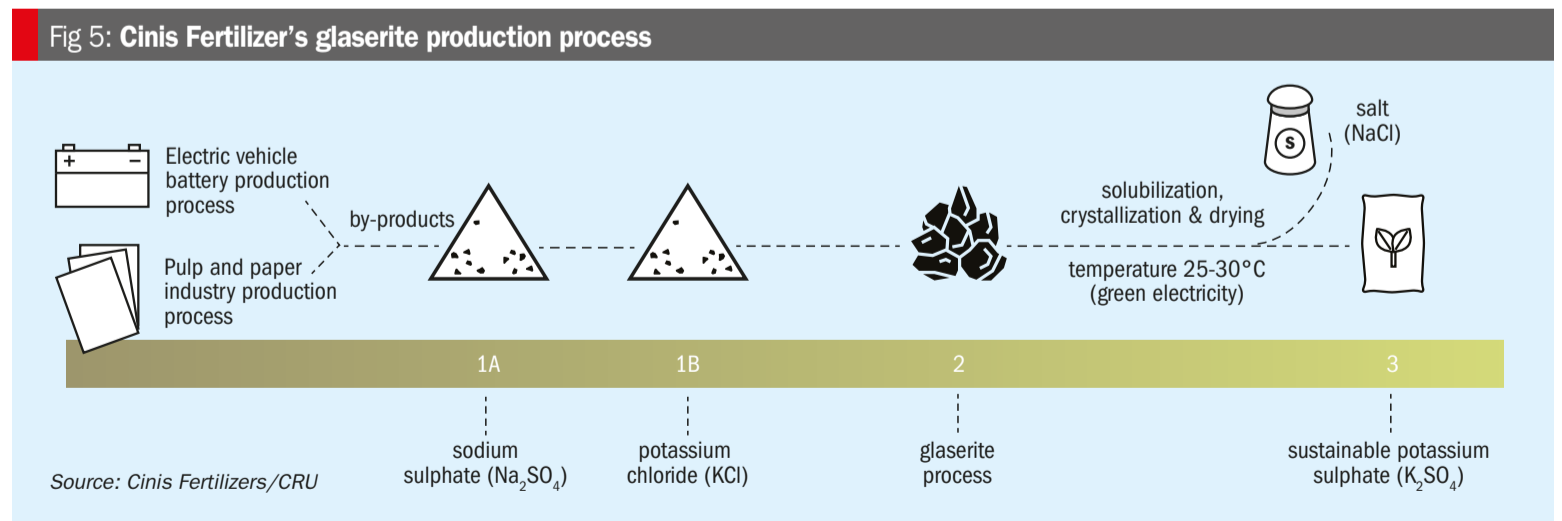 Fig 5: Cinis Fertilizer’s glaserite production process
salt
(NaCl)
S
+ −
Electric vehicle
battery production
process
by-products
solubilization,
crystallization & drying
Pulp and paper
industry production
process
temperature 25-30°C
(green electricity)
1A
1B
2
3
sodium
sulphate (Na₂SO₄)
potassium
chloride (KCl)
glaserite
process
sustainable potassium
sulphate (K₂SO₄)
Source: Cinis Fertilizers/CRU